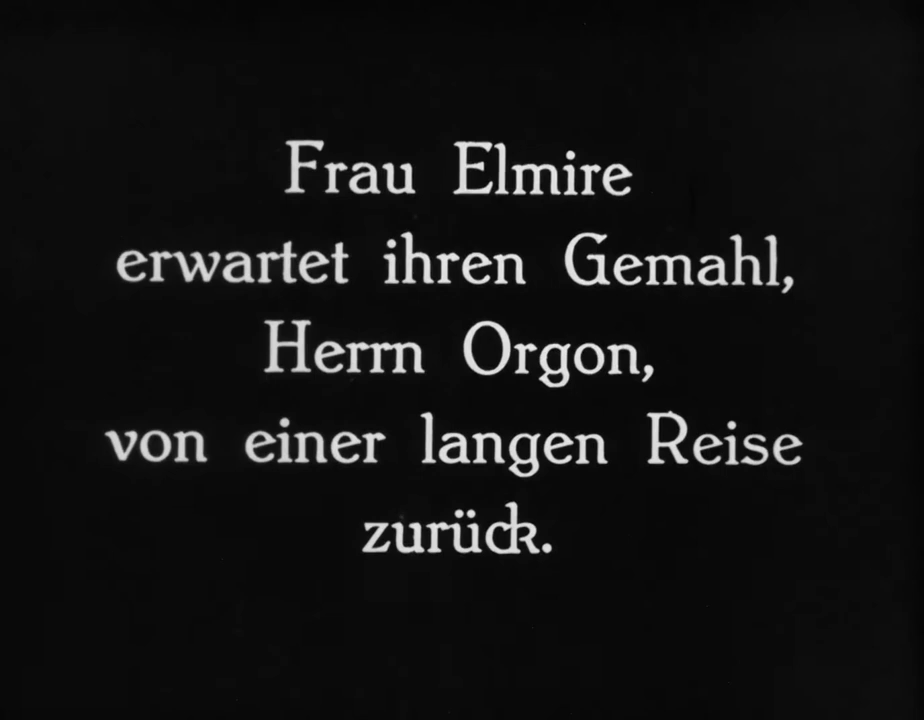 Frau Elmire
erwartet ihren Gemahl,
Herrn Orgon,
von einer langen Reise
zurück.